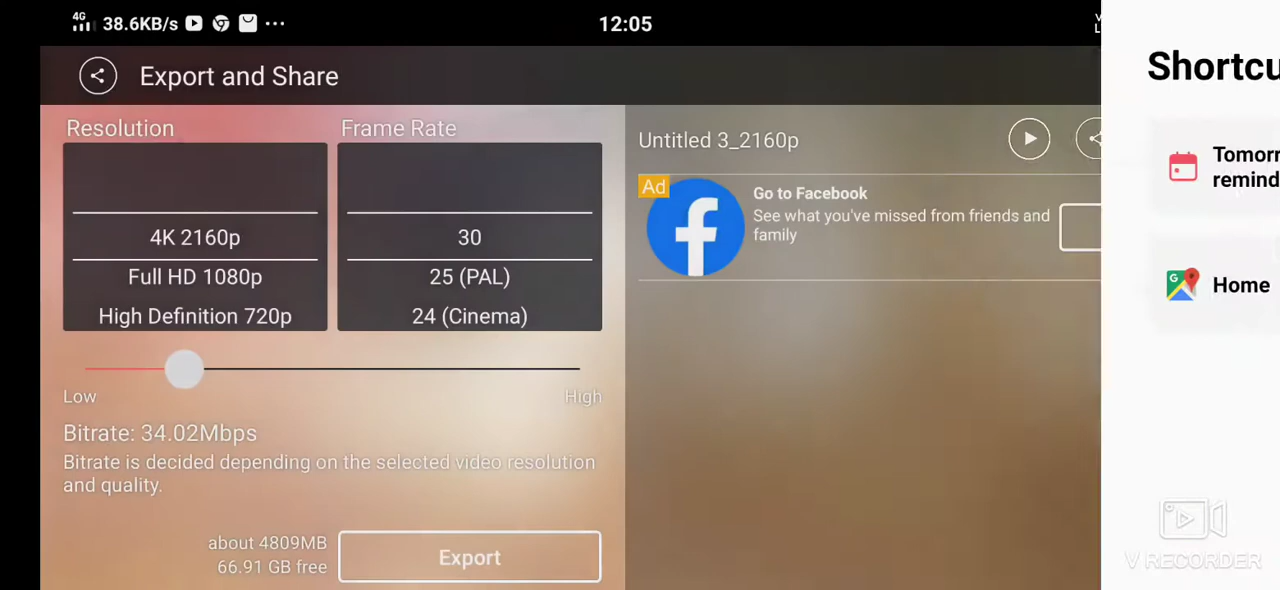 4G
38.6KB/s
12:05
Export and Share
Resolution
Frame Rate
4K 2160p
Full HD 1080p
High Definition 720p
30
25 (PAL)
24 (Cinema)
Low
High
Bitrate: 34.02Mbps
Bitrate is decided depending on the selected video resolution
and quality.
about 4809MB
66.91 GB free
Export
Untitled 3_2160p
Ad
Go to Facebook
See what you've missed from friends and
family
Shortcu
Tomorr
remind
Home
V RECORDER